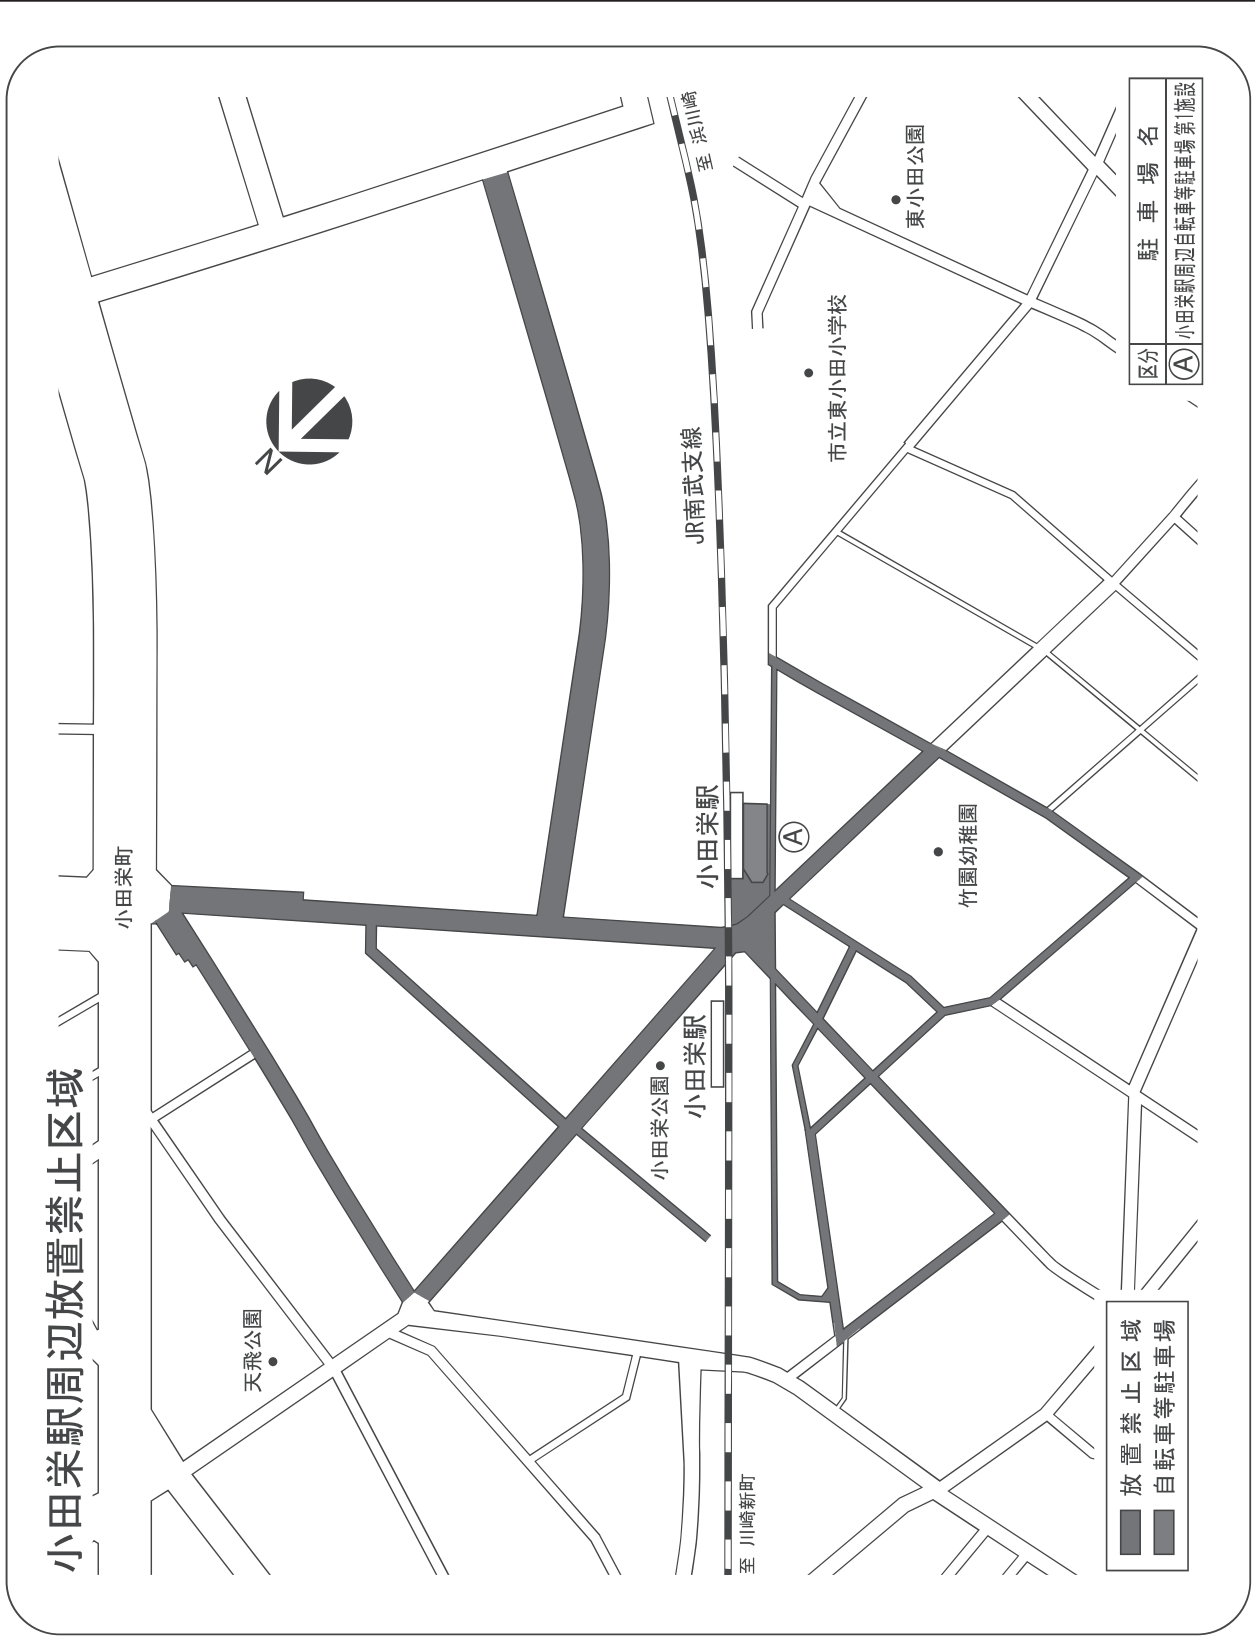 小田栄駅周辺放置禁止区域
小田栄町
N
至 浜川崎
東小田公園
市立東小田小学校
JR南武支線
小田栄駅
A
竹園幼稚園
小田栄駅
小田栄公園
天飛公園
至 川崎新町
区分 駐車場名
A 小田栄駅周辺自転車等駐車場 第1施設
放置禁止区域
自転車等駐車場